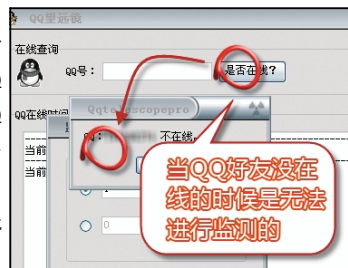 QQ里远镜
在线查询
QQ号：
是否在线？
QQ在线时间
Qqtelescopepro
不在线
当前
当前
0
当QQ好友没在
线的时候是无法
进行监测的